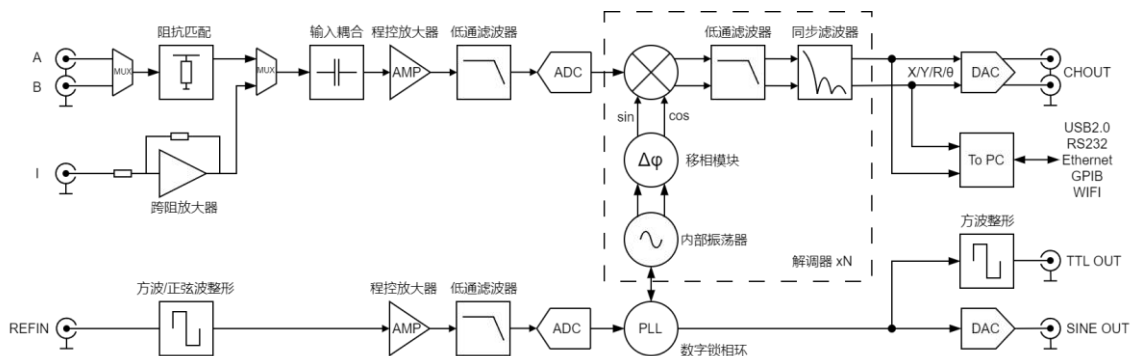 阻抗匹配
输入耦合
程控放大器
低通滤波器
低通滤波器
同步滤波器
A
B
MUX
MUX
AMP
ADC
X/Y/R/θ
DAC
CHOUT
sin
cos
I
跨阻放大器
Δφ
移相模块
To PC
USB2.0
RS232
Ethernet
GPIB
WIFI
内部振荡器
解调器 xN
方波整形
TTL OUT
方波/正弦波整形
程控放大器
低通滤波器
REFIN
AMP
ADC
PLL
数字锁相环
DAC
SINE OUT